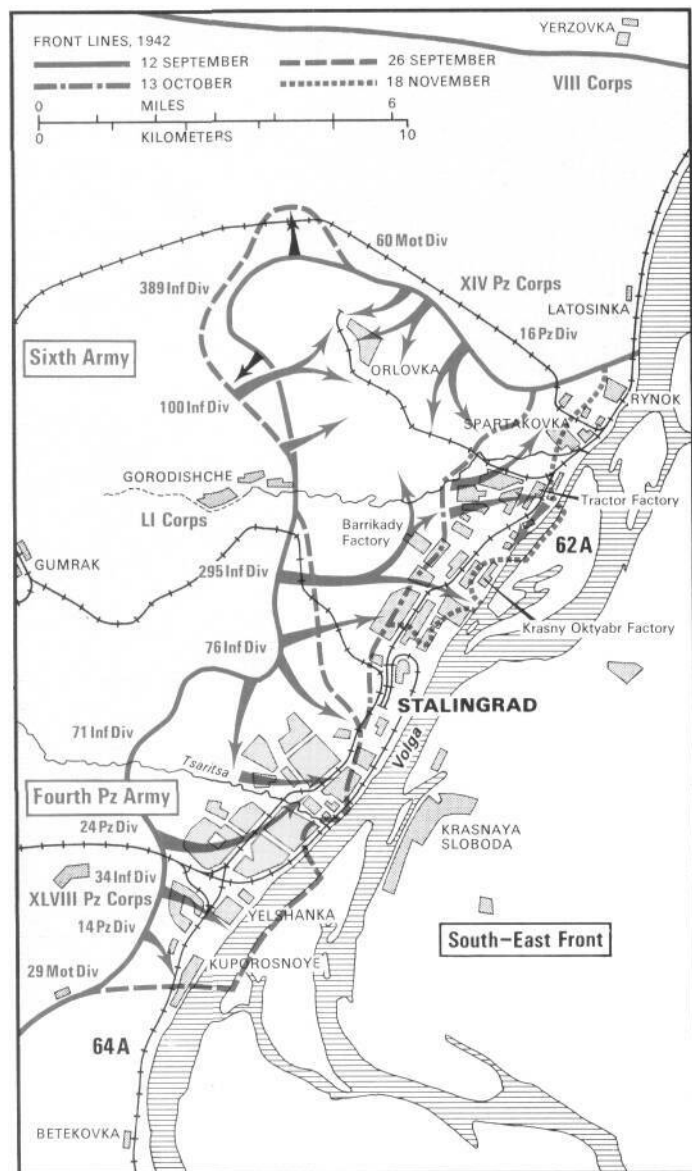 YERZOVKA
FRONT LINES, 1942
12 SEPTEMBER
26 SEPTEMBER
13 OCTOBER
18 NOVEMBER
VIII Corps
0 MILES 6
0 KILOMETERS 10
60 Mot Div
389 Inf Div
XIV Pz Corps
LATOSINKA
16 Pz Div
Sixth Army
ORLOVKA
100 Inf Div
RYNOK
SPARTAKOVKA
GORODISHCHE
Tractor Factory
LI Corps
Barrikady
Factory
62A
GUMRAK
295 Inf Div
Krasny Oktyabr Factory
76 Inf Div
STALINGRAD
71 Inf Div
Volga
Tsaritsa
Fourth Pz Army
24 Pz Div
KRASNAYA
SLOBODA
34 Inf Div
XLVIII Pz Corps
YELSHANKA
14 Pz Div
South-East Front
KUPOROSNOYE
29 Mot Div
64A
BETEKOVKA